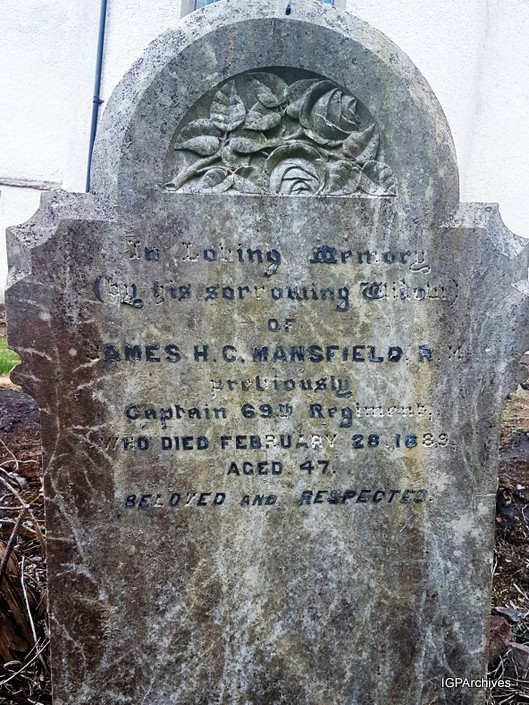 In Loving Memory
(by his sorrowing Widow)
OF
JAMES H. C. MANSFIELD, R. M.
previously
Captain 69th Regiment,
WHO DIED FEBRUARY 28, 1889,
AGED 47.
BELOVED AND RESPECTED.
IGPArchives